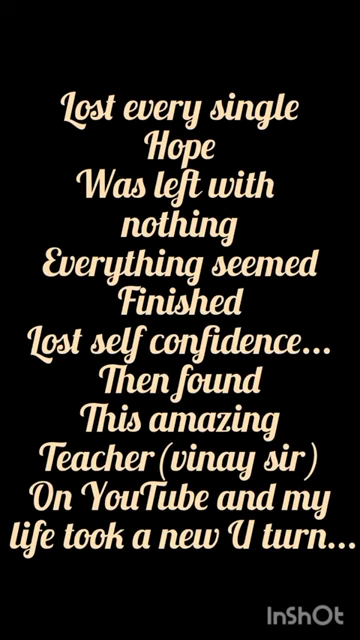 Lost every single
Hope
Was left with
nothing
Everything seemed
Finished
Lost self confidence...
Then found
This amazing
Teacher(vinay sir)
On YouTube and my
life took a new U turn...
InShOt